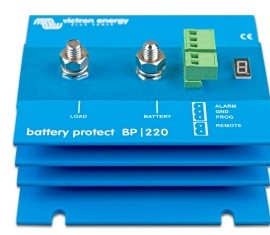 victron energy
CE
LOAD
BATTERY
ALARM
GND
PROG
REMOTE
battery protect BP|220